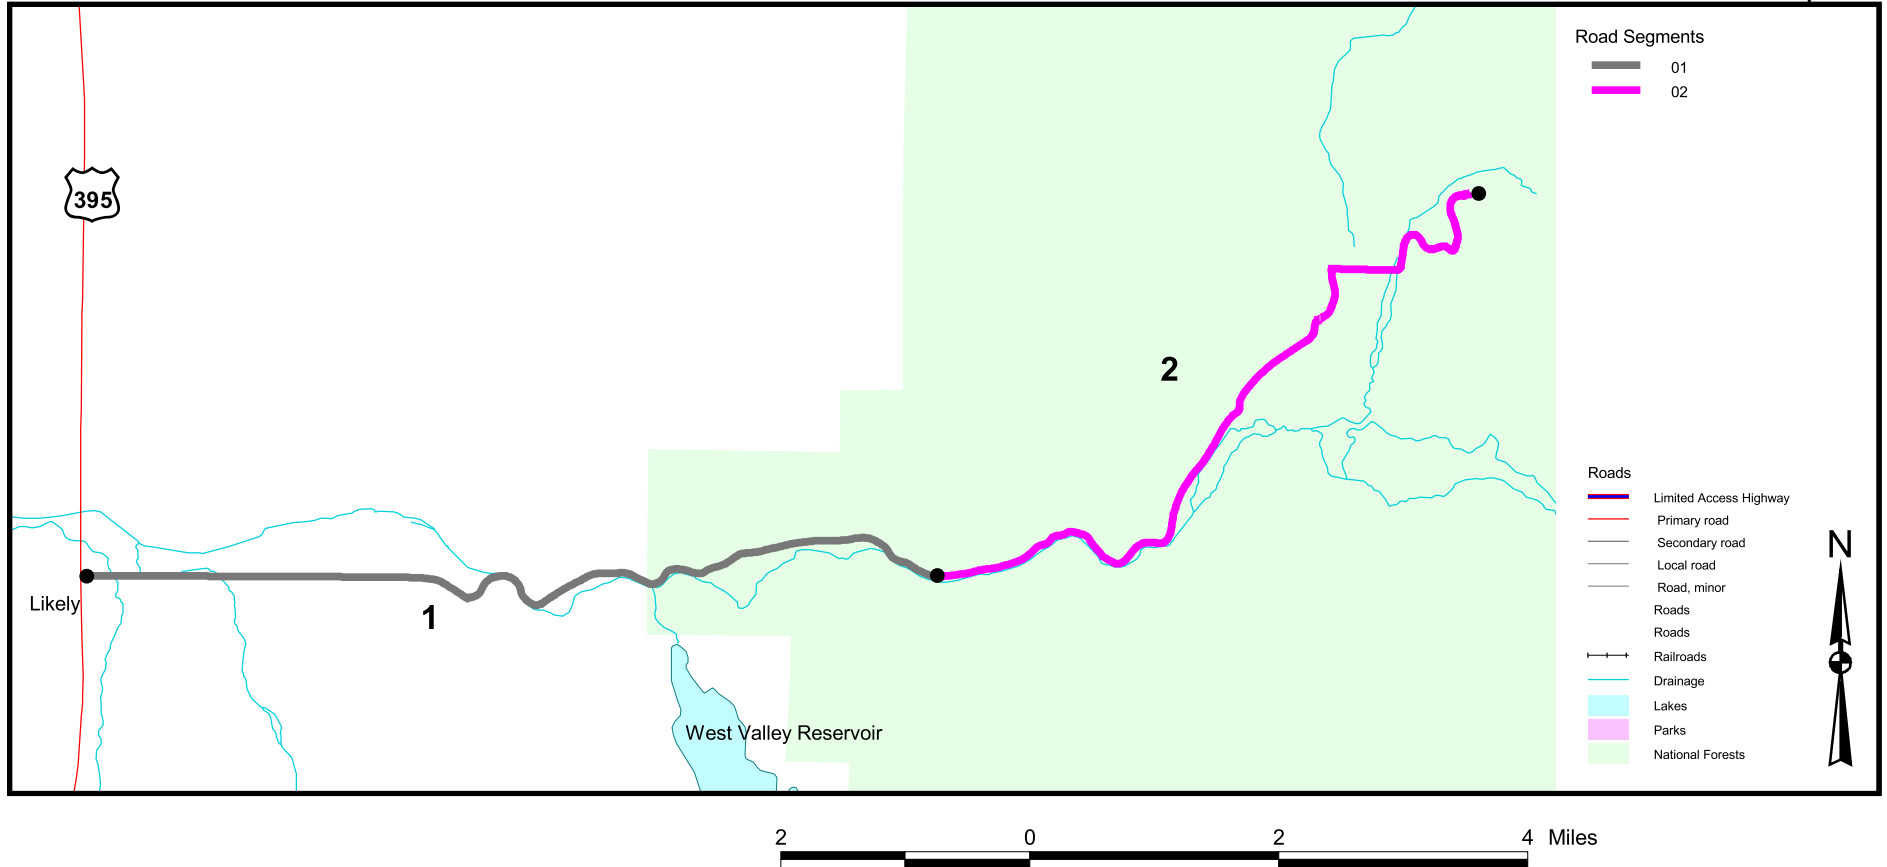 Road Segments
01
02
395
2
Likely
1
West Valley Reservoir
Roads
Limited Access Highway
Primary road
Secondary road
Local road
Road, minor
Roads
Roads
Railroads
Drainage
Lakes
Parks
National Forests
N
2 0 2 4 Miles